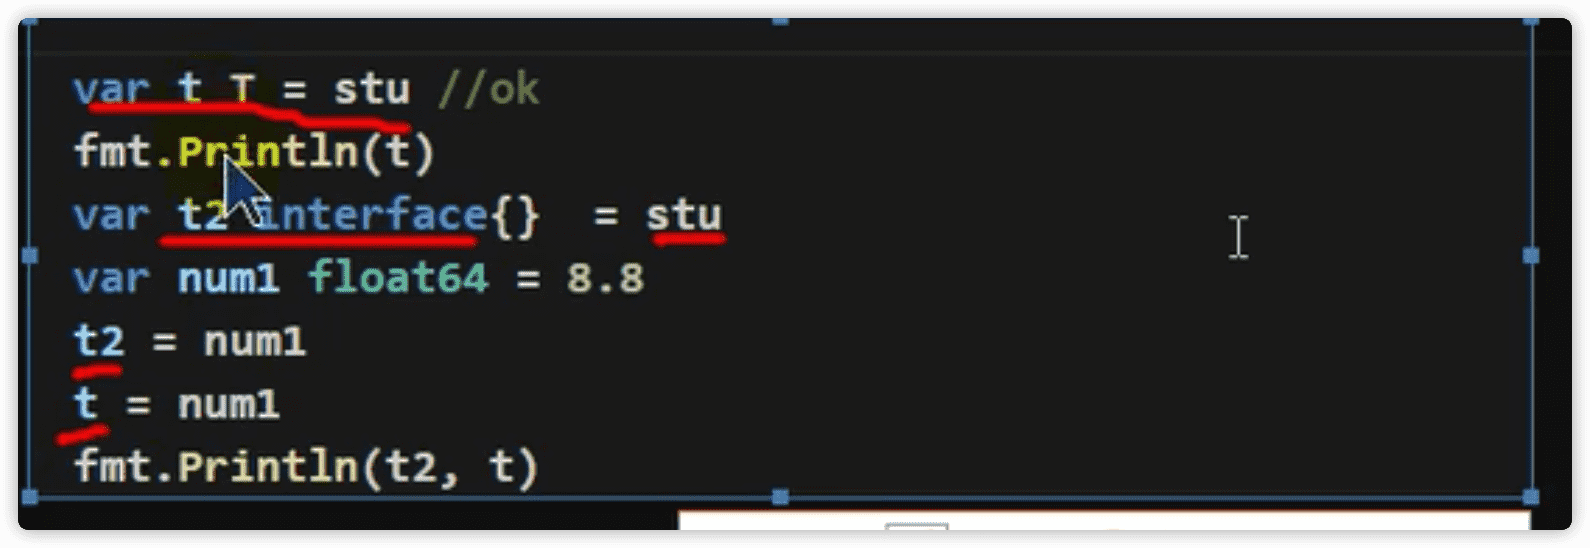 var t T = stu //ok
fmt.Println(t)
var t2 interface{}  = stu
var num1 float64 = 8.8
t2 = num1
t = num1
fmt.Println(t2, t)